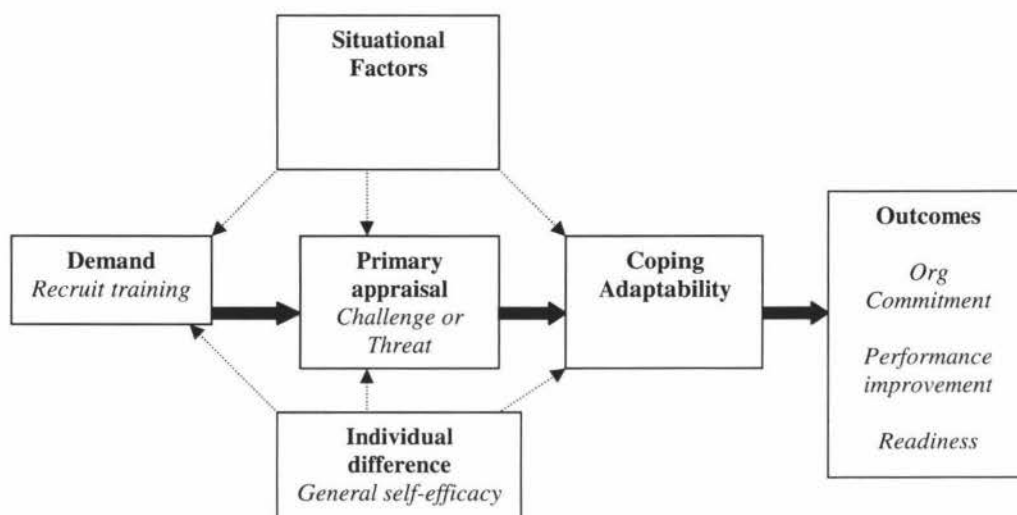 Situational
Factors
Demand
Recruit training
Primary
appraisal
Challenge or
Threat
Coping
Adaptability
Outcomes
Org
Commitment
Performance
improvement
Readiness
Individual
difference
General self-efficacy